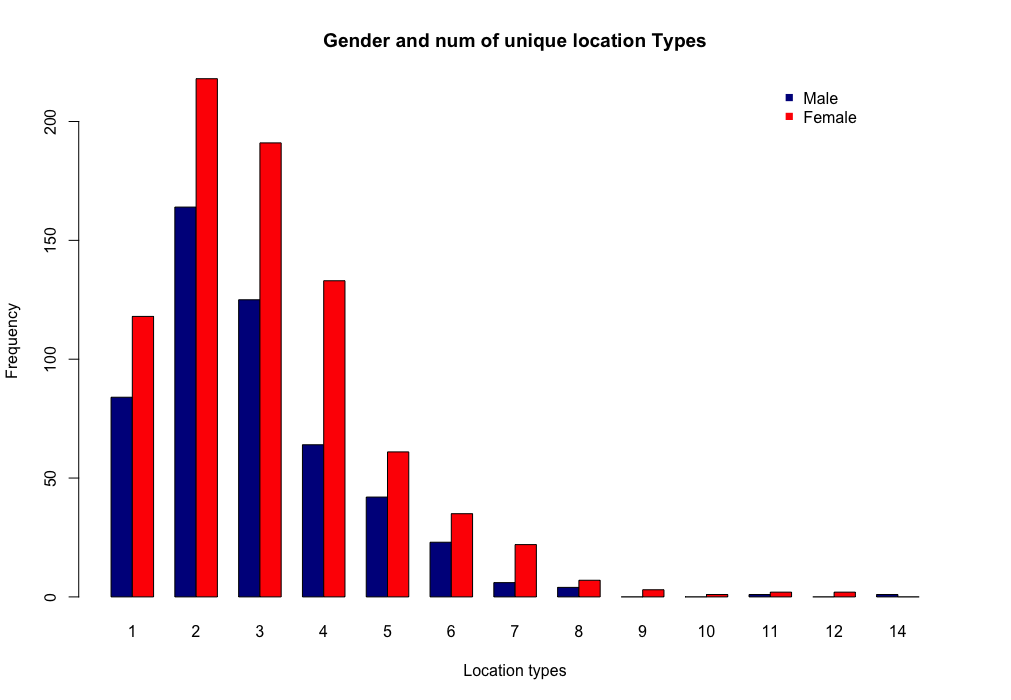 Gender and num of unique location Types
Male
Female
Frequency
200
150
100
50
0
1 2 3 4 5 6 7 8 9 10 11 12 14
Location types